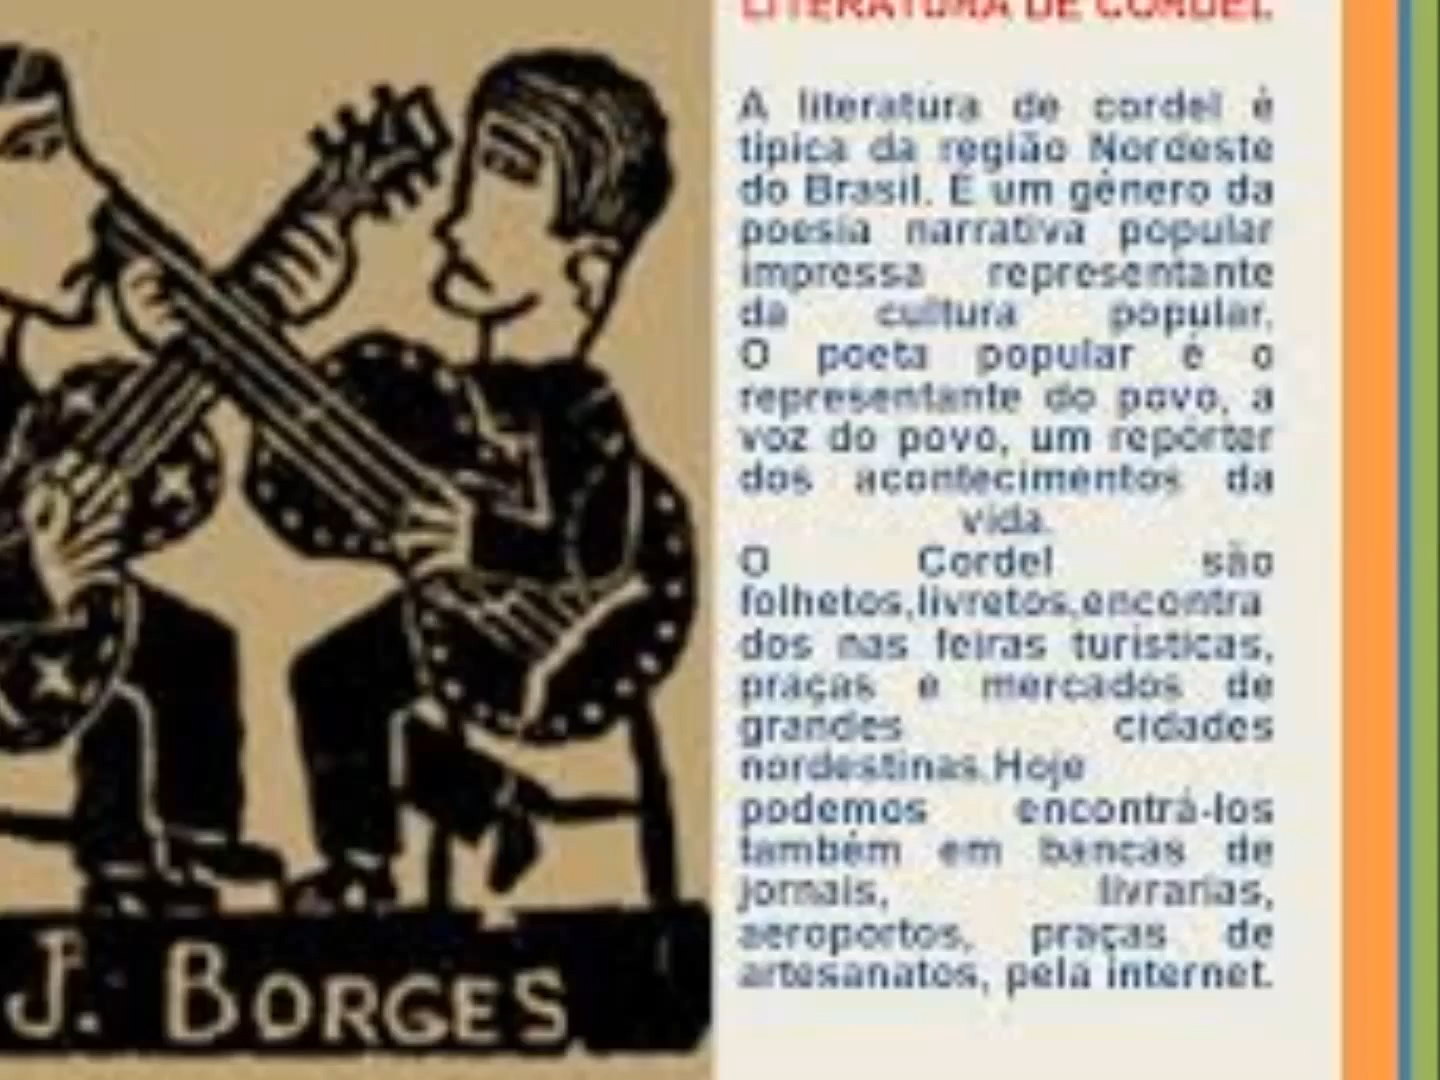 LITERATURA DE CORDEL
A literatura de cordel é
típica da região Nordeste
do Brasil. É um gênero da
poesia narrativa popular
impressa representante
da cultura popular.
O poeta popular é o
representante do povo, a
voz do povo, um repórter
dos acontecimentos da
vida.
O Cordel são
folhetos,livretos,encontra
dos nas feiras turísticas,
praças e mercados de
grandes cidades
nordestinas.Hoje
podemos encontrá-los
também em bancas de
jornais, livrarias,
aeroportos, praças de
artesanatos, pela internet.
J. BORGES